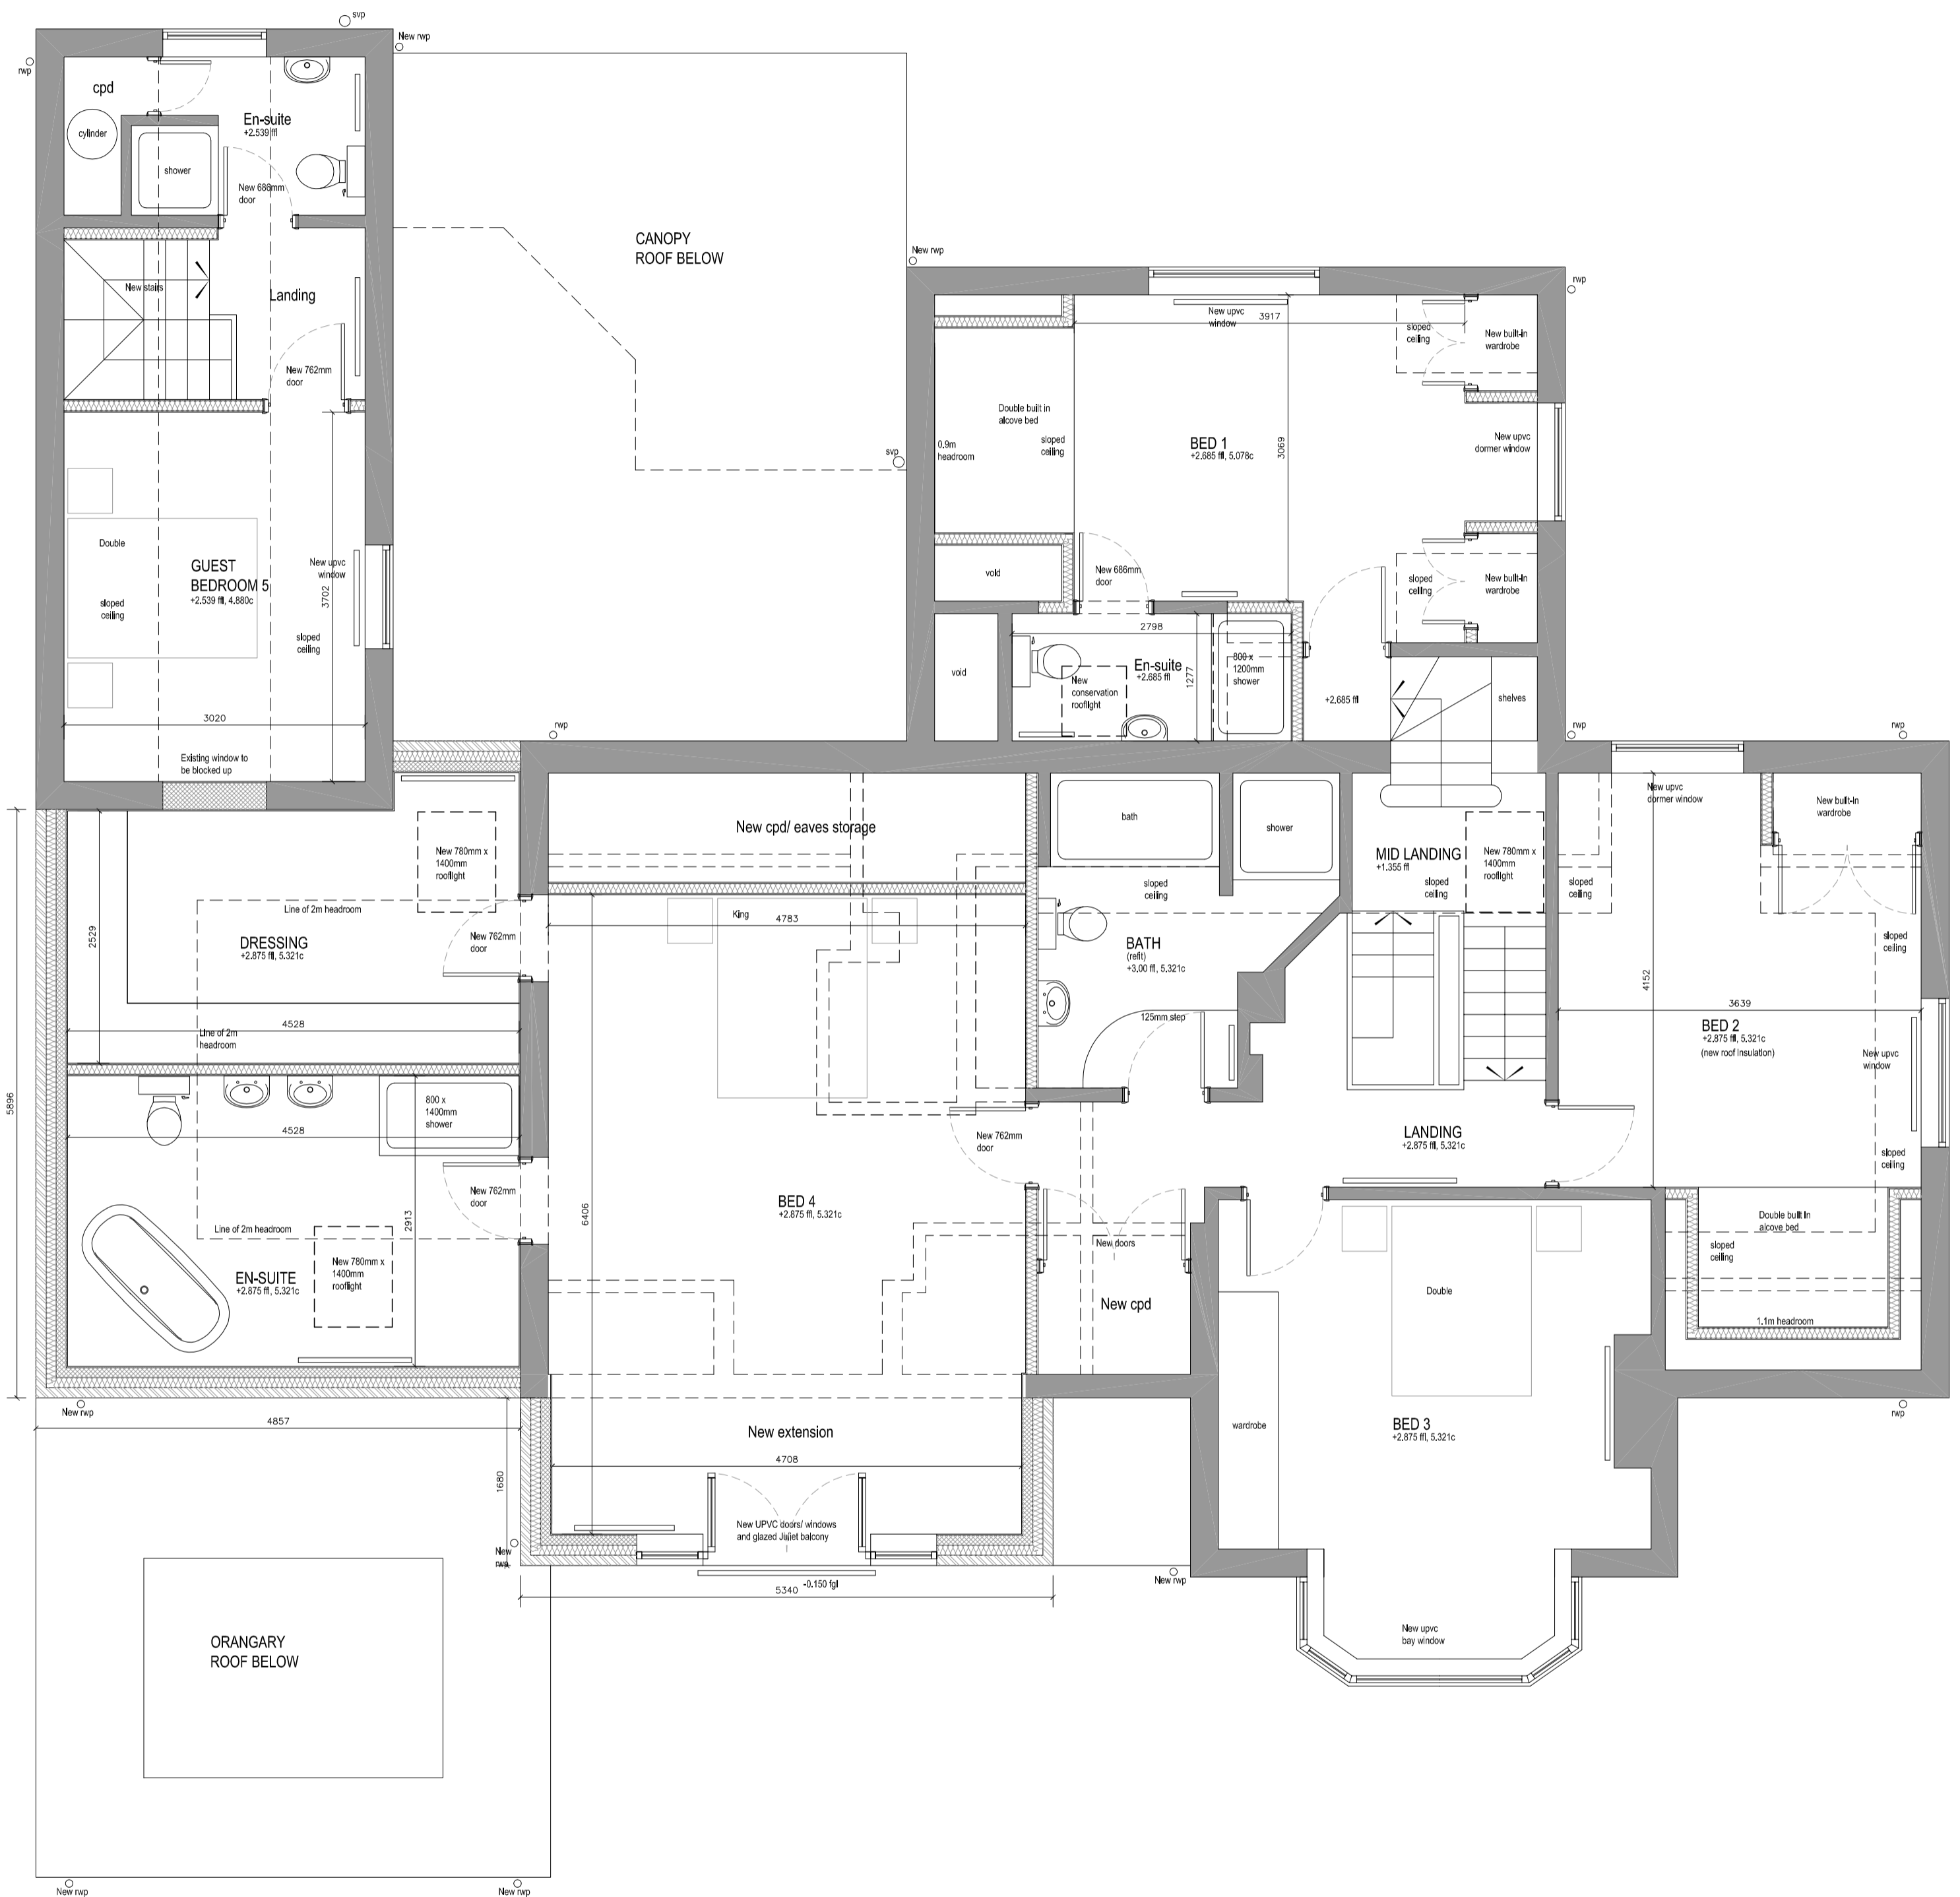 svp
New rwp
rwp
cpd
cylinder
En-suite
+2.539 ffl
shower
New 686mm
door
New stairs
Landing
New 762mm
door
CANOPY
ROOF BELOW
svp
Double
GUEST
BEDROOM 5
+2.539 ffl, 4.880c
sloped
ceiling
New upvc
window
3702
sloped
ceiling
3020
Existing window to
be blocked up
rwp
New rwp
rwp
New upvc
window
3917
sloped
ceiling
New built-in
wardrobe
Double built in
alcove bed
0.9m
headroom
sloped
ceiling
BED 1
+2.685 ffl, 5.078c
3069
New upvc
dormer window
void
New 686mm
door
sloped
ceiling
New built-in
wardrobe
void
2798
En-suite
+2.685 ffl
New
conservation
rooflight
1277
800 x
1200mm
shower
+2.685 ffl
shelves
rwp
rwp
New cpd/ eaves storage
bath
shower
MID LANDING
+1.355 ffl
sloped
ceiling
New 780mm x
1400mm
rooflight
sloped
ceiling
New upvc
dormer window
New built-in
wardrobe
New 780mm x
1400mm
rooflight
Line of 2m headroom
2529
DRESSING
+2.875 ffl, 5.321c
New 762mm
door
King
4783
sloped
ceiling
BATH
(refit)
+3.00 ffl, 5.321c
125mm step
4152
sloped
ceiling
3639
BED 2
+2.875 ffl, 5.321c
(new roof insulation)
New upvc
window
4528
Line of 2m
headroom
5896
800 x
1400mm
shower
4528
New 762mm
door
New 762mm
door
LANDING
+2.875 ffl, 5.321c
sloped
ceiling
Line of 2m headroom
2913
EN-SUITE
+2.875 ffl, 5.321c
New 780mm x
1400mm
rooflight
BED 4
+2.875 ffl, 5.321c
6406
New doors
New cpd
Double built in
alcove bed
sloped
ceiling
1.1m headroom
Double
wardrobe
BED 3
+2.875 ffl, 5.321c
rwp
New rwp
4857
1680
New extension
4708
New UPVC doors/ windows
and glazed Juliet balcony
New
rwp
-0.150 fgl
5340
New rwp
New upvc
bay window
ORANGARY
ROOF BELOW
New rwp
New rwp